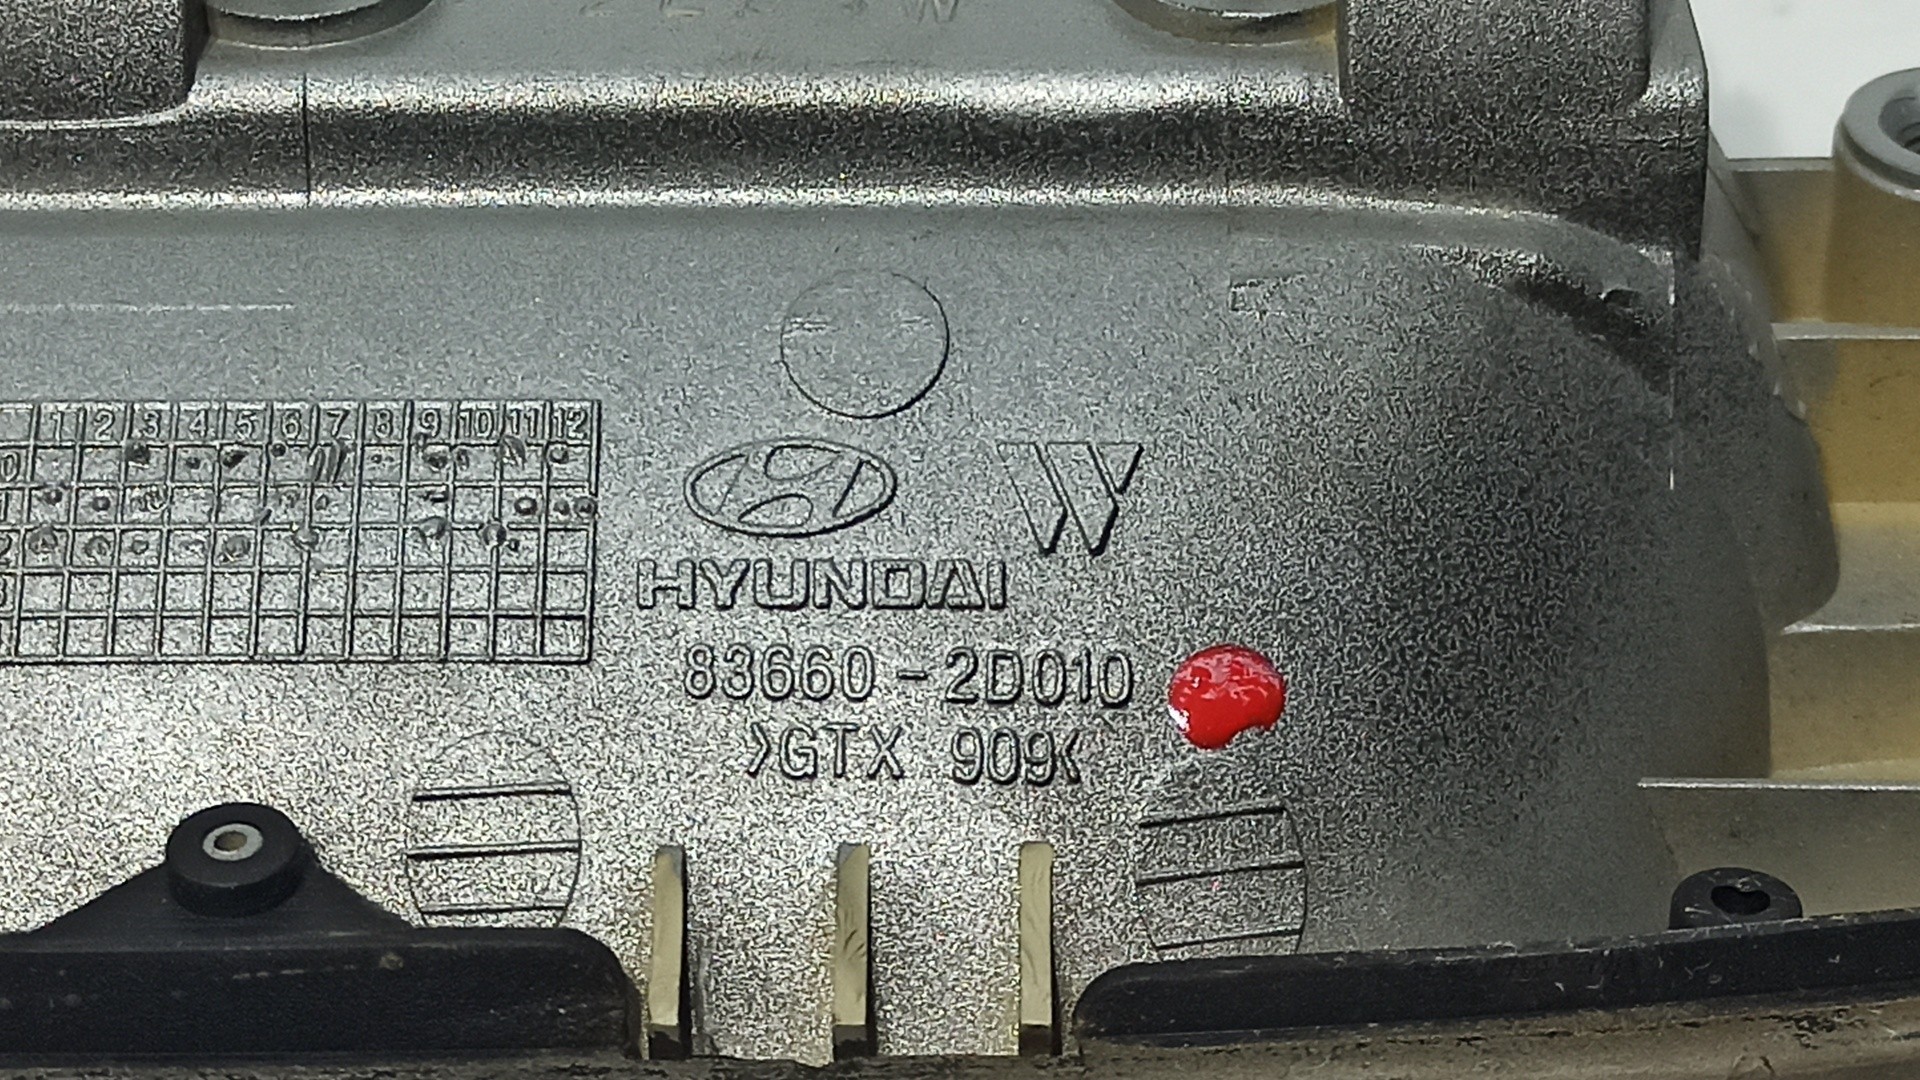 1 2 3 4 5 6 7 8 9 10 11 12
W
HYUNDAI
83660-2D010
>GTX 909<